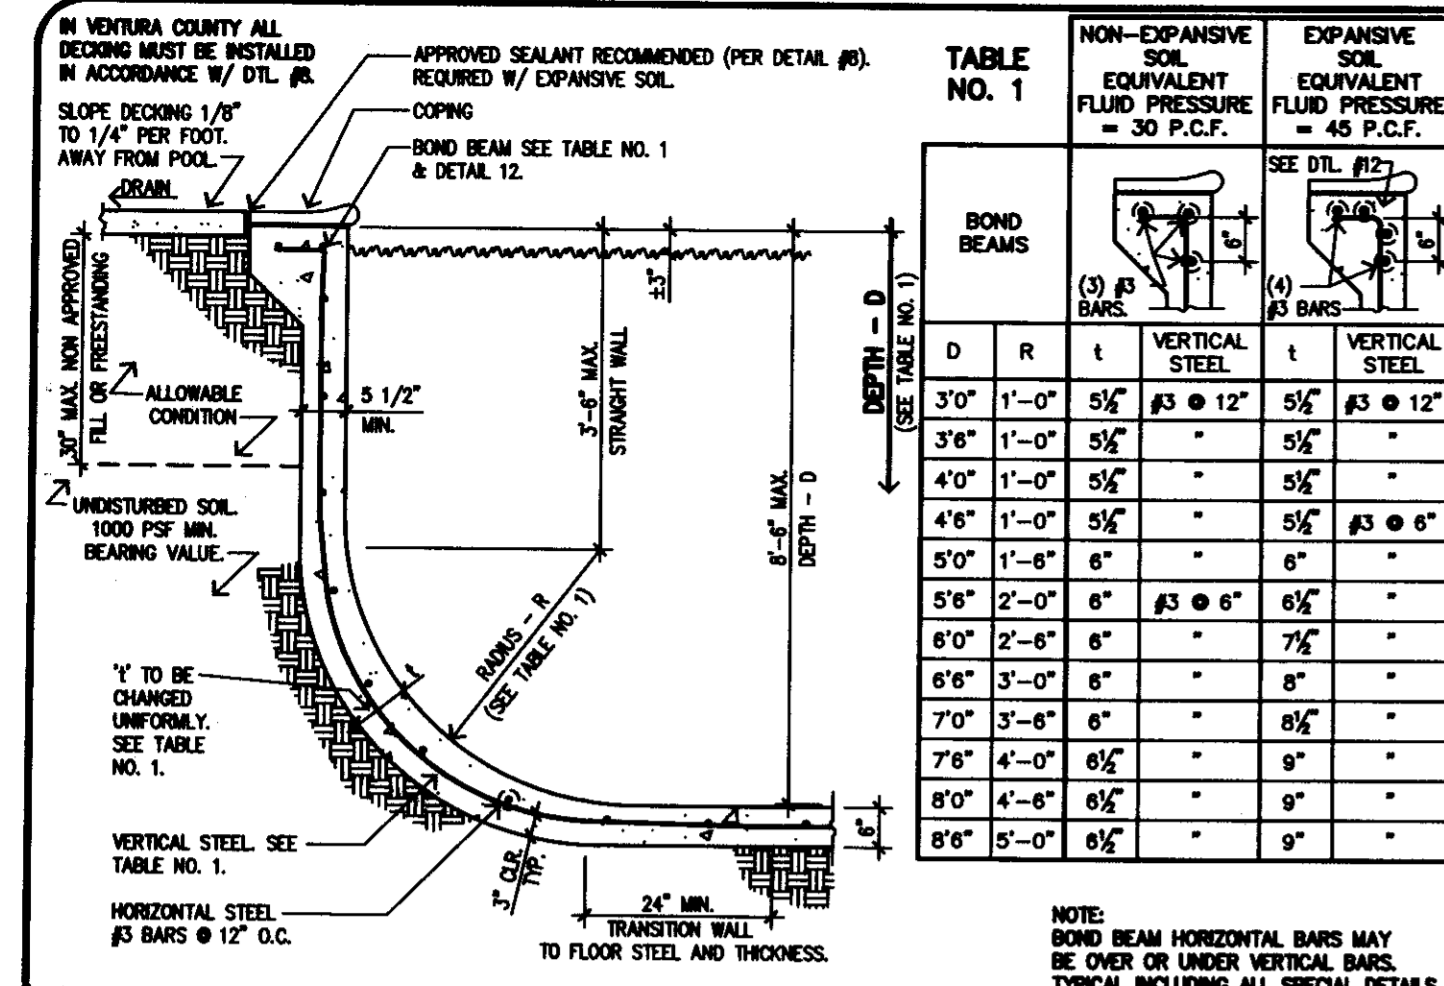 IN VENTURA COUNTY ALL
DECKING MUST BE INSTALLED
IN ACCORDANCE W/ DTL #8.
SLOPE DECKING 1/8"
TO 1/4" PER FOOT.
AWAY FROM POOL.
DRAIN
APPROVED SEALANT RECOMMENDED (PER DETAIL #8).
REQUIRED W/ EXPANSIVE SOIL.
COPING
BOND BEAM SEE TABLE NO. 1
& DETAIL 12.
30" MAX. NON APPROVED
FILL OR FREESTANDING
ALLOWABLE
CONDITION
5 1/2"
MIN.
3'-6" MAX.
STRAIGHT WALL
±3"
8'-6" MAX.
DEPTH - D
DEPTH - D
(SEE TABLE NO. 1)
UNDISTURBED SOIL.
1000 PSF MIN.
BEARING VALUE.
RADIUS - R
(SEE TABLE NO. 1)
t
't' TO BE
CHANGED
UNIFORMLY.
SEE TABLE
NO. 1.
VERTICAL STEEL. SEE
TABLE NO. 1.
HORIZONTAL STEEL
#3 BARS @ 12" O.C.
3" CLR.
TYP.
24" MIN.
TRANSITION WALL
TO FLOOR STEEL AND THICKNESS.
6"
TABLE
NO. 1
NON-EXPANSIVE
SOIL
EQUIVALENT
FLUID PRESSURE
= 30 P.C.F.
EXPANSIVE
SOIL
EQUIVALENT
FLUID PRESSURE
= 45 P.C.F.
BOND
BEAMS
(3) #3
BARS.
6"
SEE DTL. #12
(4)
#3 BARS
6"
D R t VERTICAL STEEL t VERTICAL STEEL
3'0" 1'-0" 5½" #3 @ 12" 5½" #3 @ 12"
3'6" 1'-0" 5½" " 5½" "
4'0" 1'-0" 5½" " 5½" "
4'6" 1'-0" 5½" " 5½" #3 @ 6"
5'0" 1'-6" 6" " 6" "
5'6" 2'-0" 6" #3 @ 6" 6½" "
6'0" 2'-6" 6" " 7½" "
6'6" 3'-0" 6" " 8" "
7'0" 3'-6" 6" " 8½" "
7'6" 4'-0" 6½" " 9" "
8'0" 4'-6" 6½" " 9" "
8'6" 5'-0" 6½" " 9" "
NOTE:
BOND BEAM HORIZONTAL BARS MAY
BE OVER OR UNDER VERTICAL BARS.
TYPICAL INCLUDING ALL SPECIAL DETAILS